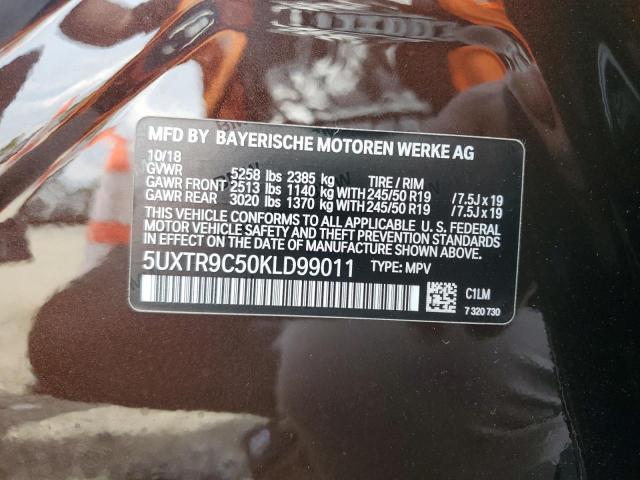 MFD BY BAYERISCHE MOTOREN WERKE AG
10/18
GVWR 5258 lbs 2385 kg TIRE / RIM
GAWR FRONT 2513 lbs 1140 kg WITH 245/50 R19 /7.5J x 19
GAWR REAR 3020 lbs 1370 kg WITH 245/50 R19 /7.5J x 19
THIS VEHICLE CONFORMS TO ALL APPLICABLE U. S. FEDERAL
MOTOR VEHICLE SAFETY, BUMPER, AND THEFT PREVENTION
STANDARDS IN EFFECT ON THE DATE OF MANUFACTURE SHOWN ABOVE.
5UXTR9C50KLD99011 TYPE: MPV
C1LM
7 320 730